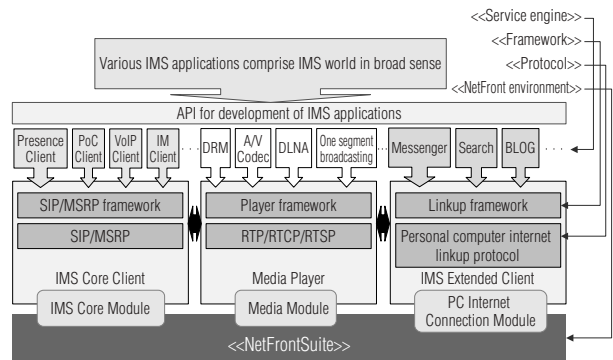 <<Service engine>>
<<Framework>>
<<Protocol>>
<<NetFront environment>>
Various IMS applications comprise IMS world in broad sense
API for development of IMS applications
Presence Client
PoC Client
VoIP Client
IM Client
DRM
A/V Codec
DLNA
One segment broadcasting
Messenger
Search
BLOG
SIP/MSRP framework
Player framework
Linkup framework
SIP/MSRP
RTP/RTCP/RTSP
Personal computer internet
linkup protocol
IMS Core Client
Media Player
IMS Extended Client
IMS Core Module
Media Module
PC Internet
Connection Module
<<NetFrontSuite>>